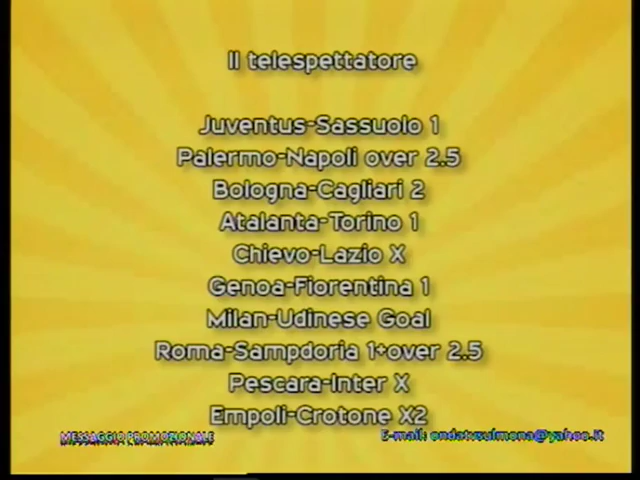 Il telespettatore
Juventus-Sassuolo 1
Palermo-Napoli over 2.5
Bologna-Cagliari 2
Atalanta-Torino 1
Chievo-Lazio X
Genoa-Fiorentina 1
Milan-Udinese Goal
Roma-Sampdoria 1+over 2.5
Pescara-Inter X
Empoli-Crotone X2
MESSAGGIO PROMOZIONALE
E-mail: ondatvsulmona@yahoo.it